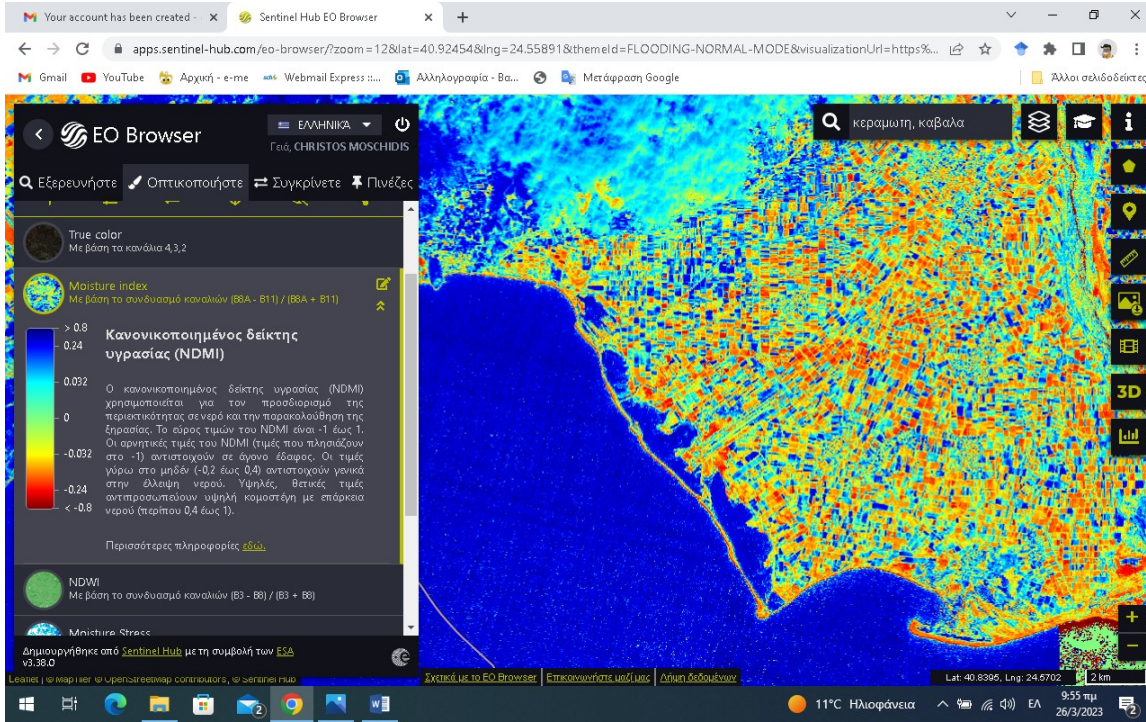 Your account has been created -
Sentinel Hub EO Browser
apps.sentinel-hub.com/eo-browser/?zoom=12&lat=40.92454&lng=24.55891&themeId=FLOODING-NORMAL-MODE&visualizationUrl=https%...
Gmail
YouTube
Αρχική - e-me
Webmail Express ::...
Αλληλογραφία - Βα...
Μετάφραση Google
Άλλοι σελιδοδείκτες
EO Browser
ΕΛΛΗΝΙΚΆ
Γειά, CHRISTOS MOSCHIDIS
κεραμωτη, καβαλα
Εξερευνήστε
Οπτικοποιήστε
Συγκρίνετε
Πινέζες
True color
Με βάση τα κανάλια 4,3,2
Moisture index
Με βάση το συνδυασμό καναλιών (B8A - B11) / (B8A + B11)
> 0.8
0.24
0.032
0
-0.032
-0.24
< -0.8
Κανονικοποιημένος δείκτης
υγρασίας (NDMI)
Ο κανονικοποιημένος δείκτης υγρασίας (NDMI)
χρησιμοποιείται για τον προσδιορισμό της
περιεκτικότητας σε νερό και την παρακολούθηση της
ξηρασίας. Το εύρος τιμών του NDMI είναι -1 έως 1.
Οι αρνητικές τιμές του NDMI (τιμές που πλησιάζουν
στο -1) αντιστοιχούν σε άγονο έδαφος. Οι τιμές
γύρω στο μηδέν (-0,2 έως 0,4) αντιστοιχούν γενικά
στην έλλειψη νερού. Υψηλές, θετικές τιμές
αντιπροσωπεύουν υψηλή κομοστέγη με επάρκεια
νερού (περίπου 0,4 έως 1).
Περισσότερες πληροφορίες εδώ.
NDWI
Με βάση το συνδυασμό καναλιών (B3 - B8) / (B3 + B8)
Moisture Stress
Δημιουργήθηκε από Sentinel Hub με τη συμβολή των ESA
v3.38.0
Leaflet | © MapTiler © OpenStreetMap contributors, © Sentinel Hub
Σχετικά με το EO Browser
Επικοινωνήστε μαζί μας
Λήψη δεδομένων
3D
Lat: 40.8395, Lng: 24.5702
2 km
11°C Ηλιοφάνεια
ΕΛ
9:55 πμ
26/3/2023